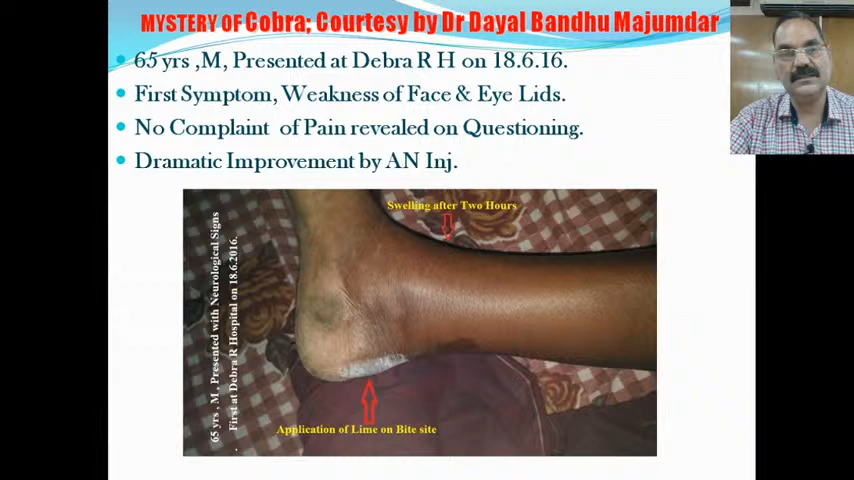 MYSTERY OF Cobra; Courtesy by Dr Dayal Bandhu Majumdar
65 yrs ,M, Presented at Debra R H on 18.6.16.
First Symptom, Weakness of Face & Eye Lids.
No Complaint of Pain revealed on Questioning.
Dramatic Improvement by AN Inj.
Swelling after Two Hours
65 yrs , M , Presented with Neurological Signs
First at Debra R Hospital on 18.6.2016.
.
Application of Lime on Bite site